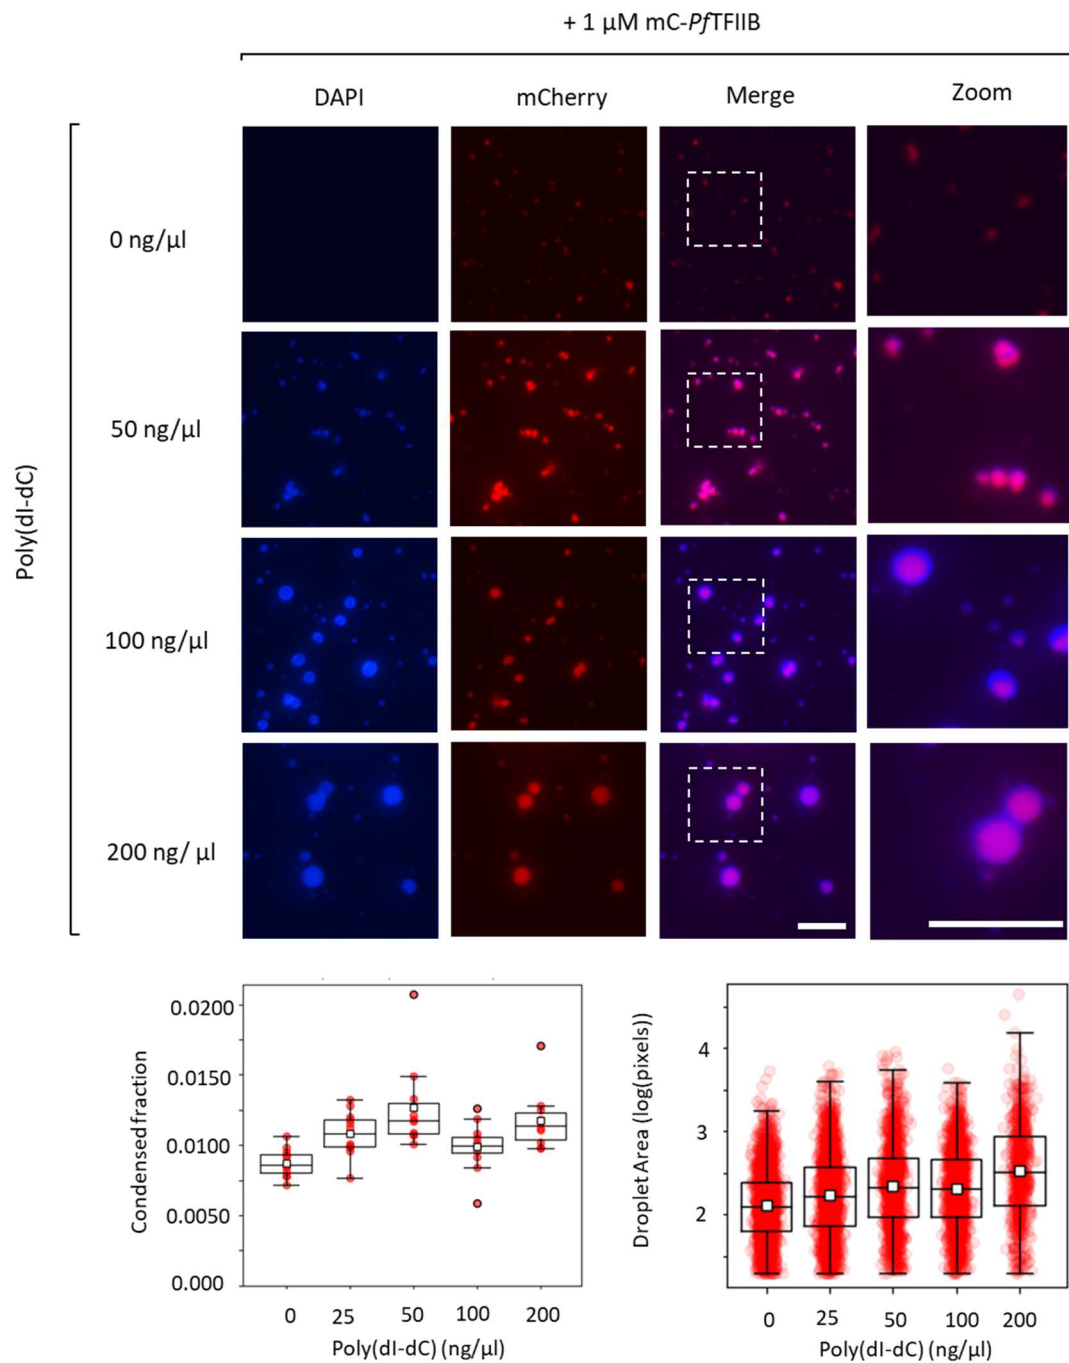 + 1 µM mC-PfTFIIB
DAPI mCherry Merge Zoom
Poly(dI-dC)
0 ng/µl
50 ng/µl
100 ng/µl
200 ng/ µl
Condensed fraction
0.0200
0.0150
0.0100
0.0050
0.000
0 25 50 100 200
Poly(dI-dC) (ng/µl)
Droplet Area (log(pixels))
4
3
2
0 25 50 100 200
Poly(dI-dC) (ng/µl)